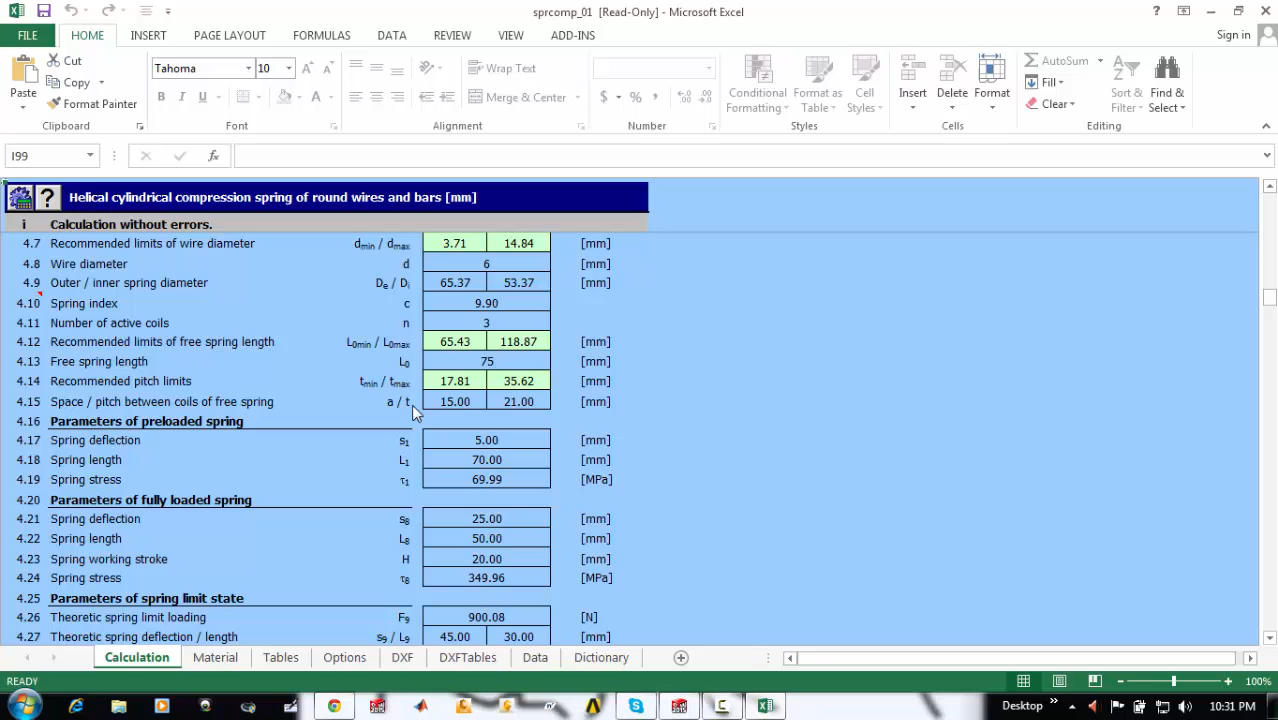 sprcomp_01 [Read-Only] - Microsoft Excel
FILE HOME INSERT PAGE LAYOUT FORMULAS DATA REVIEW VIEW ADD-INS Sign in
Paste Cut Copy Format Painter
Tahoma 10 Wrap Text Merge & Center
Conditional Formatting Format as Table Cell Styles
Insert Delete Format
AutoSum Fill Clear Sort & Filter Find & Select
Clipboard Font Alignment Number Styles Cells Editing
I99 fx
? Helical cylindrical compression spring of round wires and bars [mm]
i Calculation without errors.
4.7 Recommended limits of wire diameter dmin / dmax 3.71 14.84 [mm]
4.8 Wire diameter d 6 [mm]
4.9 Outer / inner spring diameter De / Di 65.37 53.37 [mm]
4.10 Spring index c 9.90
4.11 Number of active coils n 3
4.12 Recommended limits of free spring length L0min / L0max 65.43 118.87 [mm]
4.13 Free spring length L0 75 [mm]
4.14 Recommended pitch limits tmin / tmax 17.81 35.62 [mm]
4.15 Space / pitch between coils of free spring a / t 15.00 21.00 [mm]
4.16 Parameters of preloaded spring
4.17 Spring deflection s1 5.00 [mm]
4.18 Spring length L1 70.00 [mm]
4.19 Spring stress τ1 69.99 [MPa]
4.20 Parameters of fully loaded spring
4.21 Spring deflection s8 25.00 [mm]
4.22 Spring length L8 50.00 [mm]
4.23 Spring working stroke H 20.00 [mm]
4.24 Spring stress τ8 349.96 [MPa]
4.25 Parameters of spring limit state
4.26 Theoretic spring limit loading F9 900.08 [N]
4.27 Theoretic spring deflection / length s9 / L9 45.00 30.00 [mm]
Calculation Material Tables Options DXF DXFTables Data Dictionary
READY 100%
Desktop 10:31 PM